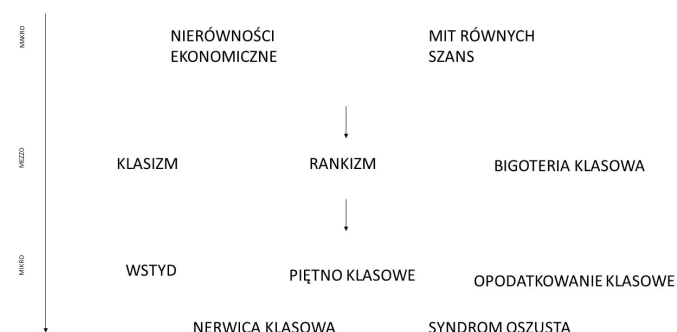 MAKRO
NIERÓWNOŚCI
EKONOMICZNE
MIT RÓWNYCH
SZANS
MEZZO
KLASIZM
RANKIZM
BIGOTERIA KLASOWA
MIKRO
WSTYD
PIĘTNO KLASOWE
OPODATKOWANIE KLASOWE
NERWICA KLASOWA
SYNDROM OSZUSTA